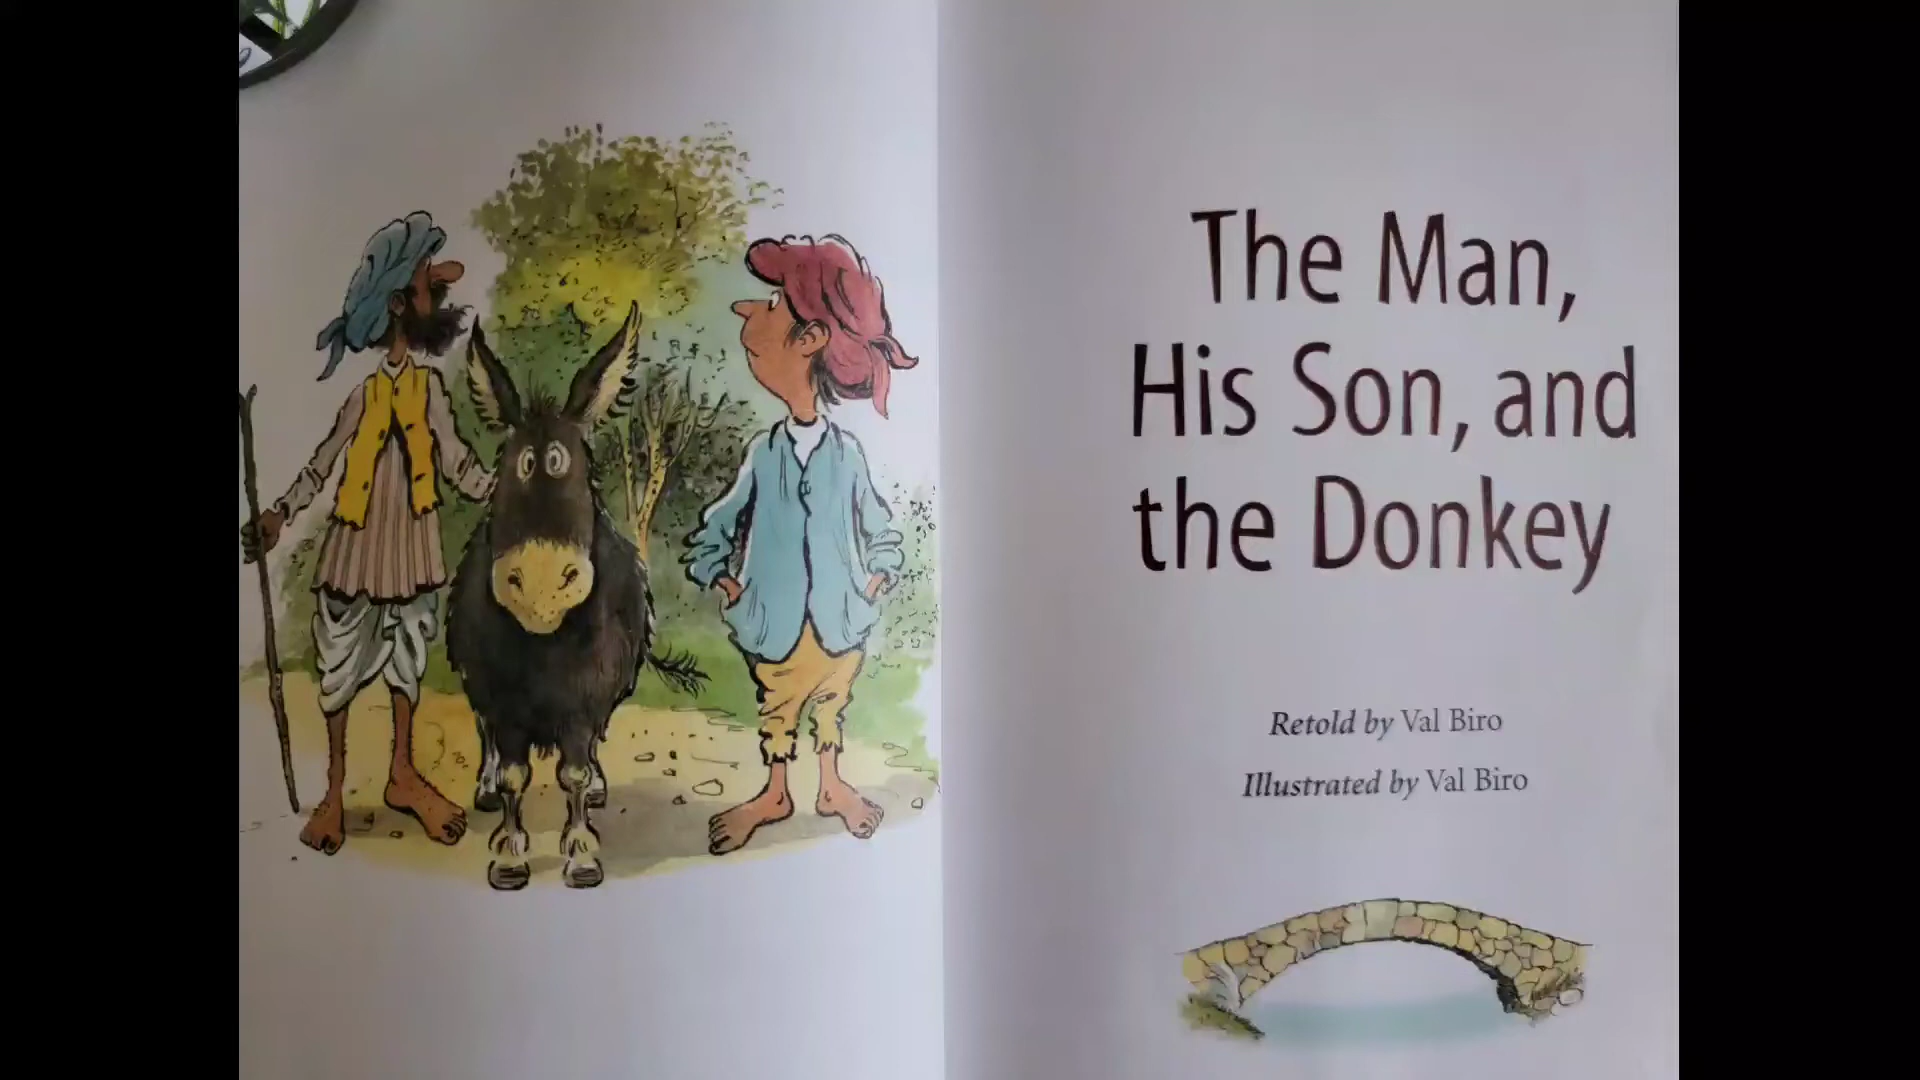 The Man,
His Son, and
the Donkey
Retold by Val Biro
Illustrated by Val Biro